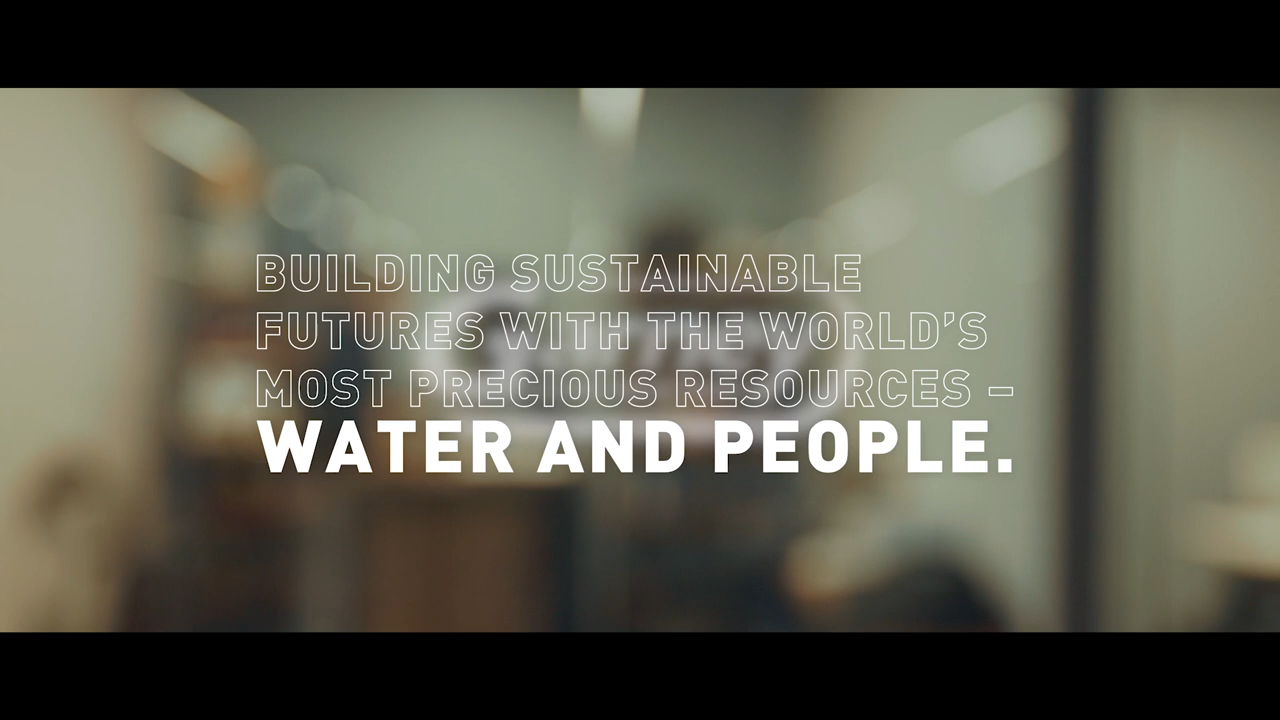 BUILDING SUSTAINABLE
FUTURES WITH THE WORLD’S
MOST PRECIOUS RESOURCES –
WATER AND PEOPLE.